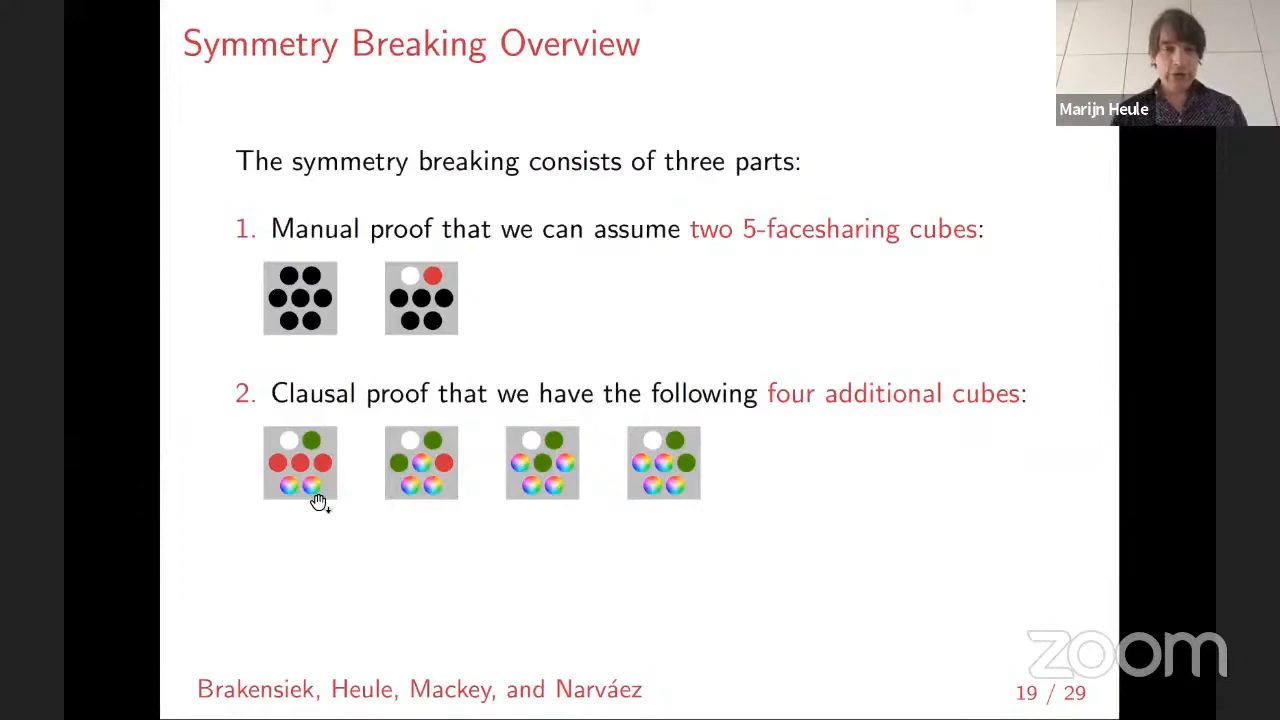 Symmetry Breaking Overview
Marijn Heule
The symmetry breaking consists of three parts:
1. Manual proof that we can assume two 5-facesharing cubes:
2. Clausal proof that we have the following four additional cubes:
zoom
Brakensiek, Heule, Mackey, and Narváez
19 / 29